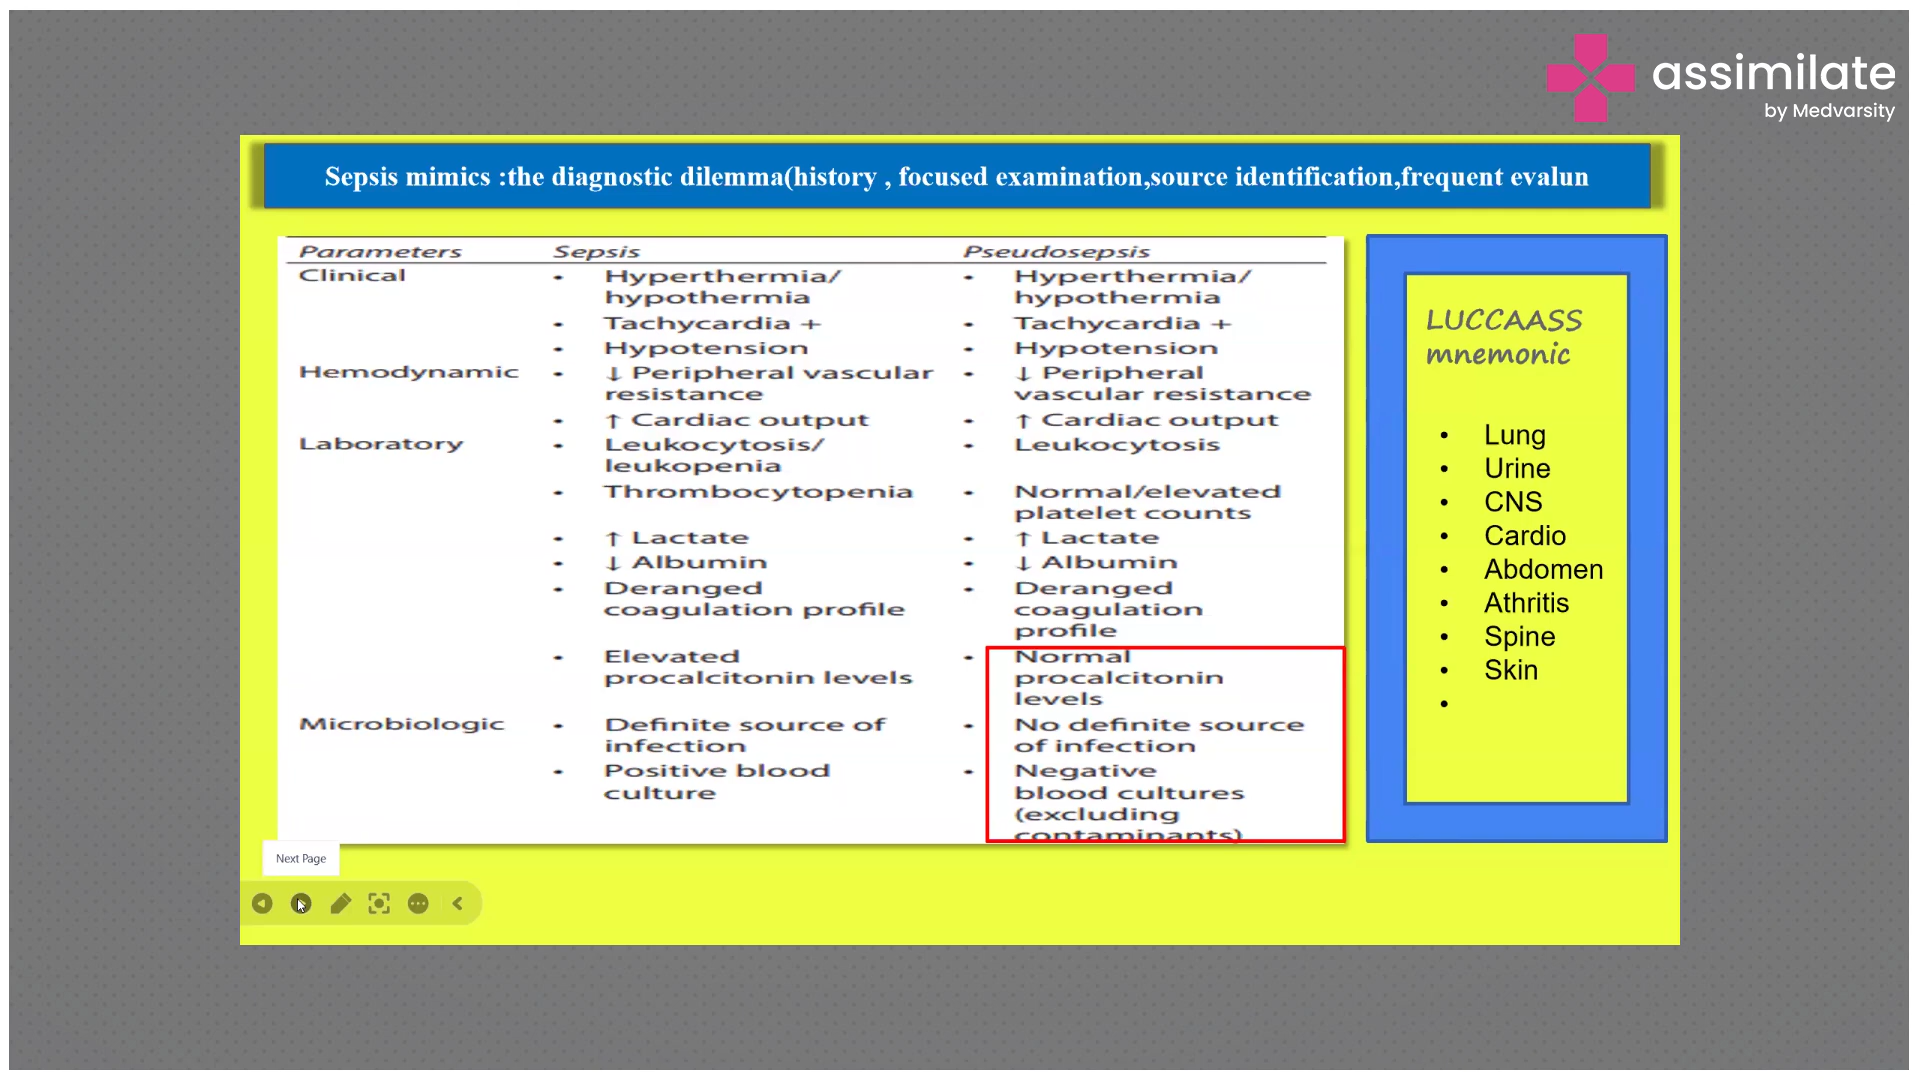 assimilate
by Medvarsity
Sepsis mimics :the diagnostic dilemma(history , focused examination,source identification,frequent evalun
Parameters Sepsis Pseudosepsis
Clinical • Hyperthermia/ • Hyperthermia/
hypothermia hypothermia
• Tachycardia + • Tachycardia +
• Hypotension • Hypotension
Hemodynamic • ↓ Peripheral vascular • ↓ Peripheral
resistance vascular resistance
• ↑ Cardiac output • ↑ Cardiac output
Laboratory • Leukocytosis/ • Leukocytosis
leukopenia
• Thrombocytopenia • Normal/elevated
platelet counts
• ↑ Lactate • ↑ Lactate
• ↓ Albumin • ↓ Albumin
• Deranged • Deranged
coagulation profile coagulation
profile
• Elevated • Normal
procalcitonin levels procalcitonin
levels
Microbiologic • Definite source of • No definite source
infection of infection
• Positive blood • Negative
culture blood cultures
(excluding
contaminants)
LUCCAASS
mnemonic
• Lung
• Urine
• CNS
• Cardio
• Abdomen
• Athritis
• Spine
• Skin
•
Next Page